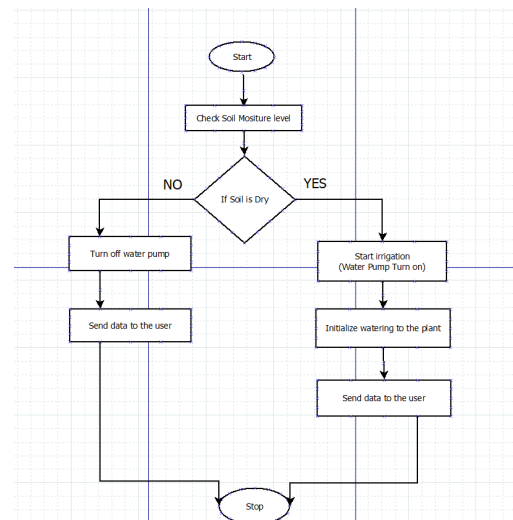 Start
Check Soil Mositure level
If Soil is Dry
NO
YES
Turn off water pump
Start irrigation
(Water Pump Turn on)
Send data to the user
Initialize watering to the plant
Send data to the user
Stop